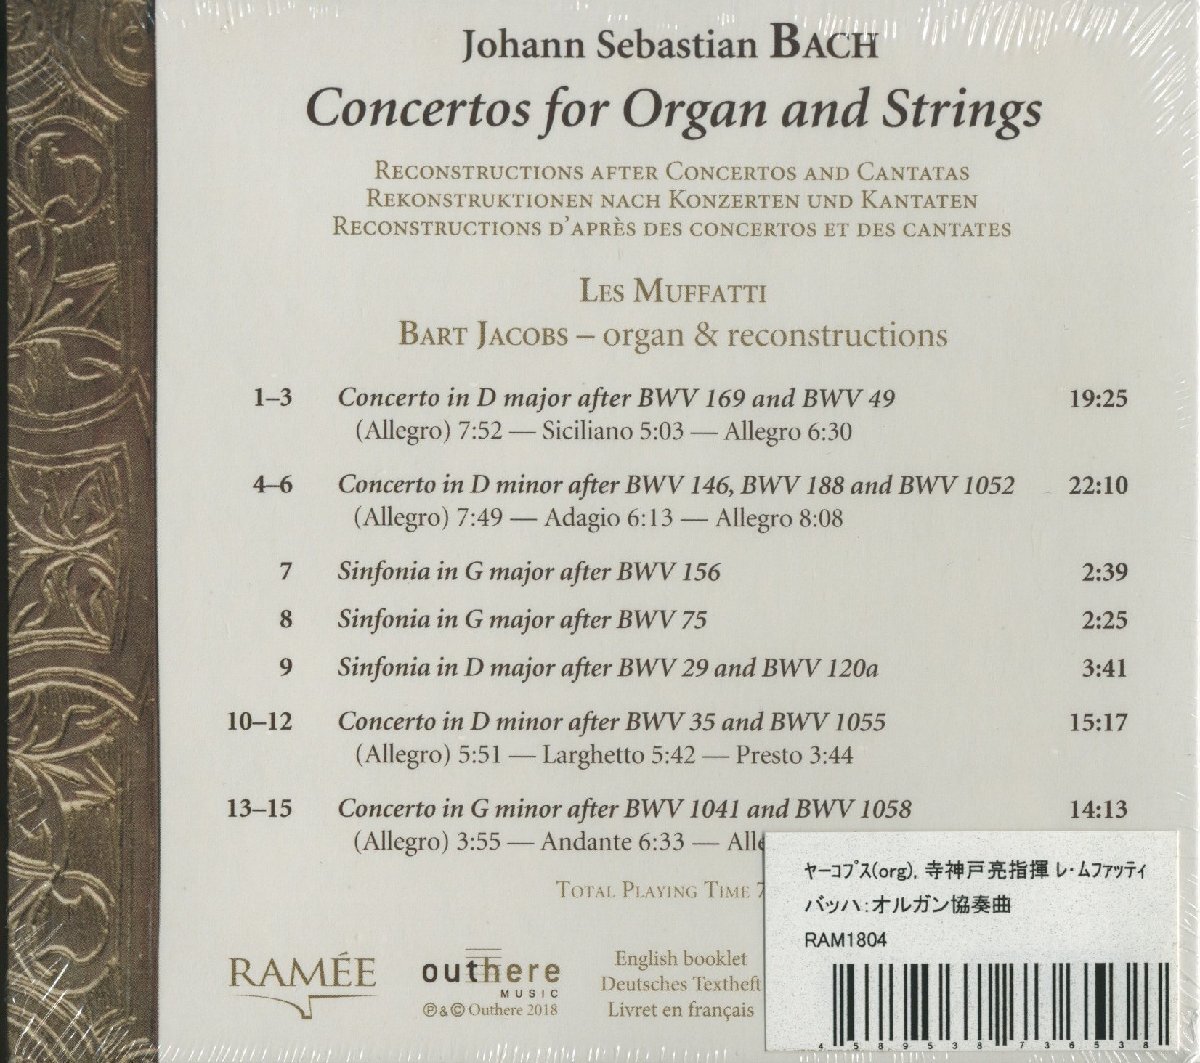 Johann Sebastian BACH
Concertos for Organ and Strings
RECONSTRUCTIONS AFTER CONCERTOS AND CANTATAS
REKONSTRUKTIONEN NACH KONZERTEN UND KANTATEN
RECONSTRUCTIONS D'APRÈS DES CONCERTOS ET DES CANTATES
LES MUFFATTI
BART JACOBS – organ & reconstructions
1–3 Concerto in D major after BWV 169 and BWV 49 19:25
(Allegro) 7:52 — Siciliano 5:03 — Allegro 6:30
4–6 Concerto in D minor after BWV 146, BWV 188 and BWV 1052 22:10
(Allegro) 7:49 — Adagio 6:13 — Allegro 8:08
7 Sinfonia in G major after BWV 156 2:39
8 Sinfonia in G major after BWV 75 2:25
9 Sinfonia in D major after BWV 29 and BWV 120a 3:41
10–12 Concerto in D minor after BWV 35 and BWV 1055 15:17
(Allegro) 5:51 — Larghetto 5:42 — Presto 3:44
13–15 Concerto in G minor after BWV 1041 and BWV 1058 14:13
(Allegro) 3:55 — Andante 6:33 — Alle
TOTAL PLAYING TIME 7
ヤーコプス(org), 寺神戸亮指揮 レ・ムファッティ
バッハ:オルガン協奏曲
RAM1804
RAMÉE
outhere
MUSIC
℗ & © Outhere 2018
English booklet
Deutsches Textheft
Livret en français